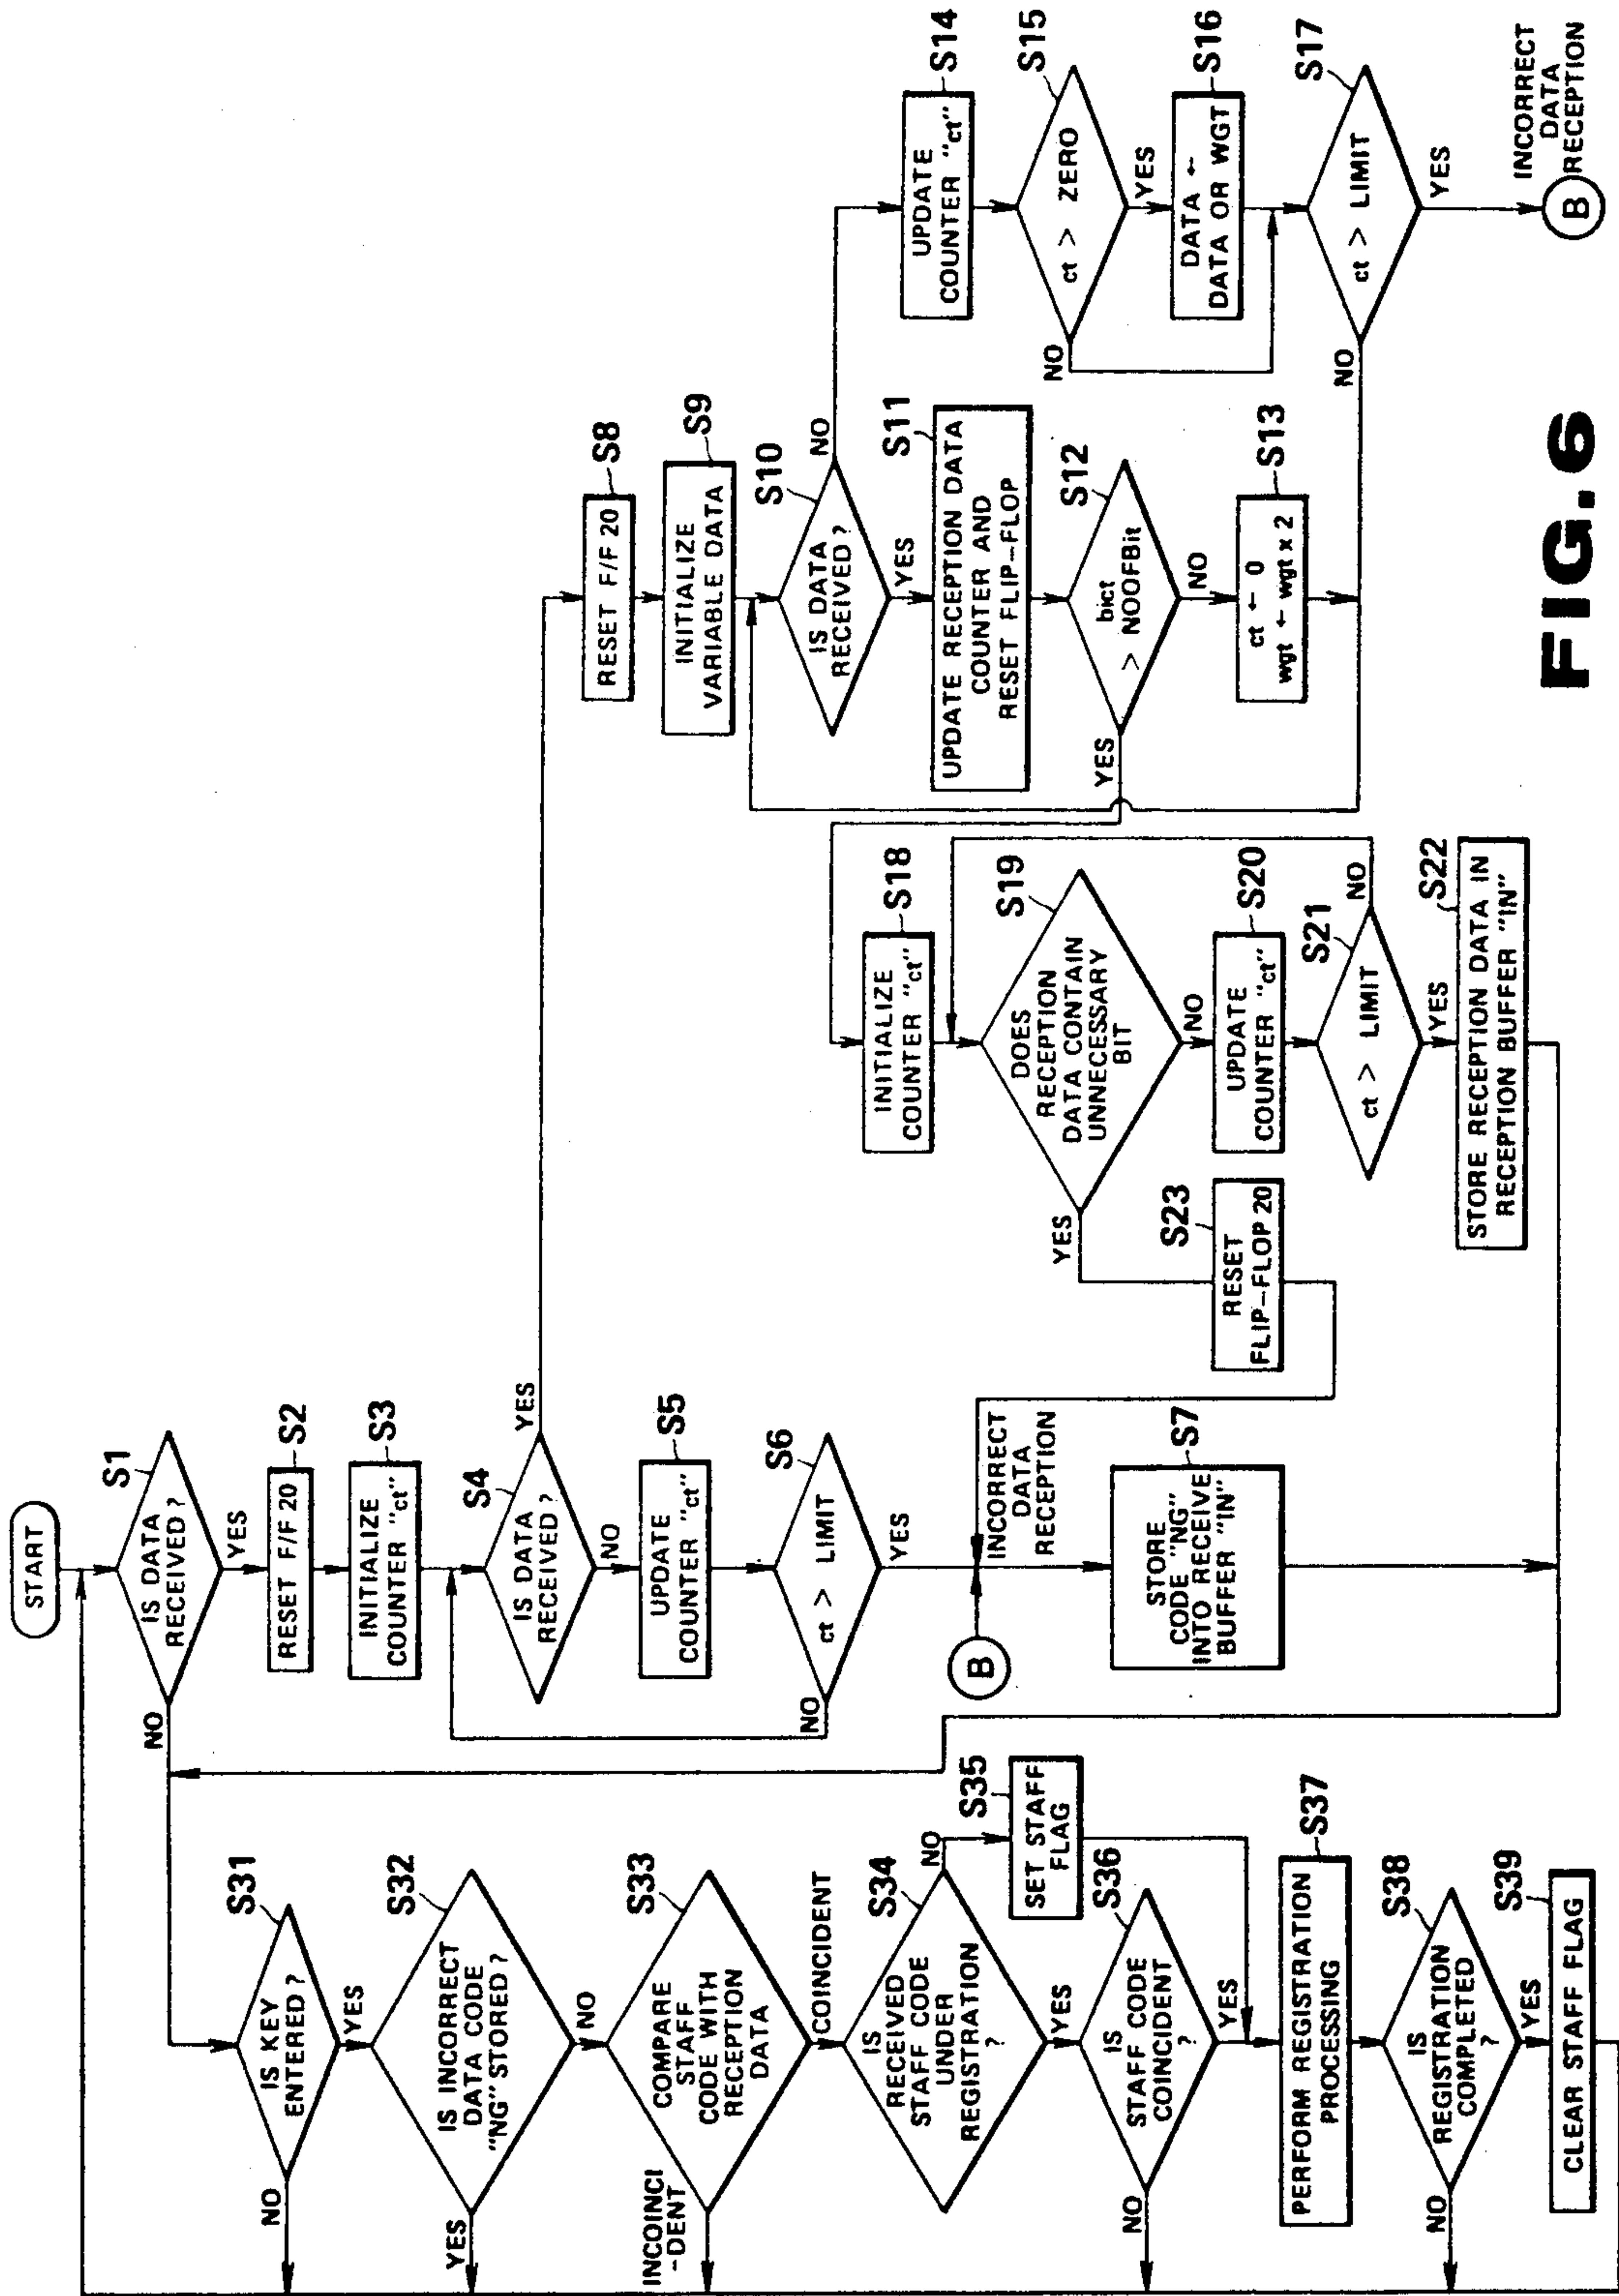 START
S1
IS DATA
RECEIVED ?
NO
YES
RESET F/F 20
S2
INITIALIZE
COUNTER "ct"
S3
S4
IS DATA
RECEIVED ?
YES
NO
UPDATE
COUNTER "ct"
S5
S6
ct > LIMIT
NO
YES
B
INCORRECT
DATA
RECEPTION
STORE
CODE "NG"
INTO RECEIVE
BUFFER "IN"
S7
RESET F/F 20
S8
INITIALIZE
VARIABLE DATA
S9
S10
IS DATA
RECEIVED ?
NO
YES
UPDATE RECEPTION DATA
COUNTER AND
RESET FLIP-FLOP
S11
S12
bict
> NOOFBit
YES
NO
ct ← 0
wgt ← wgt x 2
S13
UPDATE
COUNTER "ct"
S14
S15
ct > ZERO
NO
YES
DATA ←
DATA OR WGT
S16
S17
ct > LIMIT
NO
YES
B
INCORRECT
DATA
RECEPTION
INITIALIZE
COUNTER "ct"
S18
S19
DOES
RECEPTION
DATA CONTAIN
UNNECESSARY
BIT
YES
NO
S23
RESET
FLIP-FLOP 20
UPDATE
COUNTER "ct"
S20
S21
ct > LIMIT
NO
YES
S22
STORE RECEPTION DATA IN
RECEPTION BUFFER "IN"
S31
IS KEY
ENTERED ?
NO
YES
S32
IS INCORRECT
DATA CODE
"NG" STORED ?
YES
NO
S33
COMPARE
STAFF
CODE WITH
RECEPTION
DATA
INCOINCI
-DENT
COINCIDENT
S34
IS
RECEIVED
STAFF CODE
UNDER
REGISTRATION
?
NO
YES
S35
SET STAFF
FLAG
S36
IS
STAFF CODE
COINCIDENT
?
NO
YES
S37
PERFORM REGISTRATION
PROCESSING
S38
IS
REGISTRATION
COMPLETED
?
NO
YES
S39
CLEAR STAFF FLAG
FIG.6